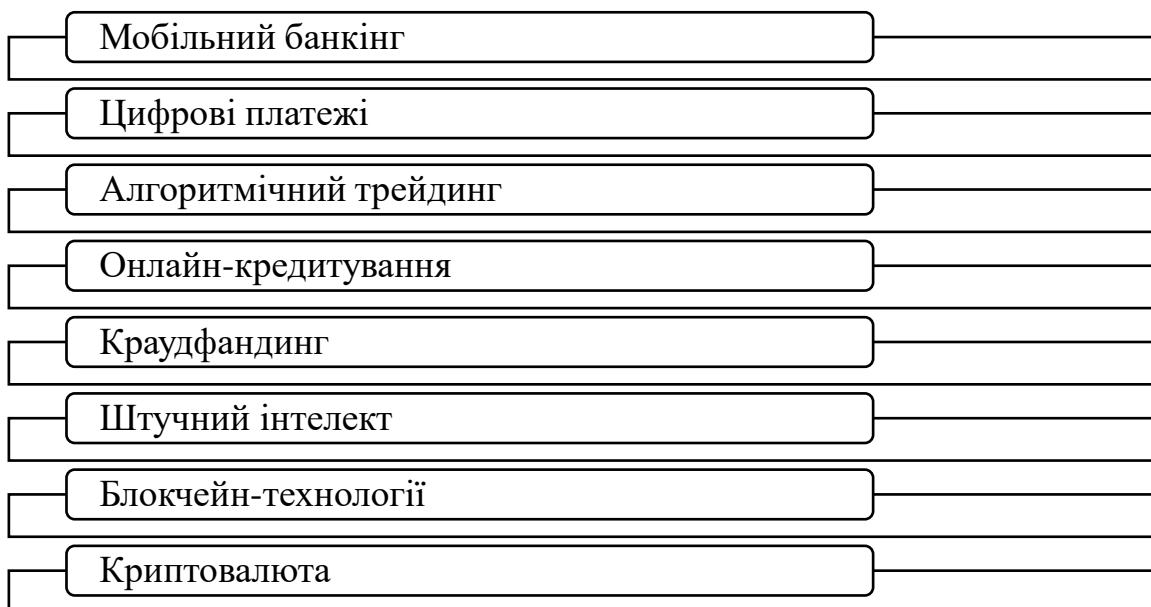 Мобільний банкінг
Цифрові платежі
Алгоритмічний трейдинг
Онлайн-кредитування
Краудфандинг
Штучний інтелект
Блокчейн-технології
Криптовалюта